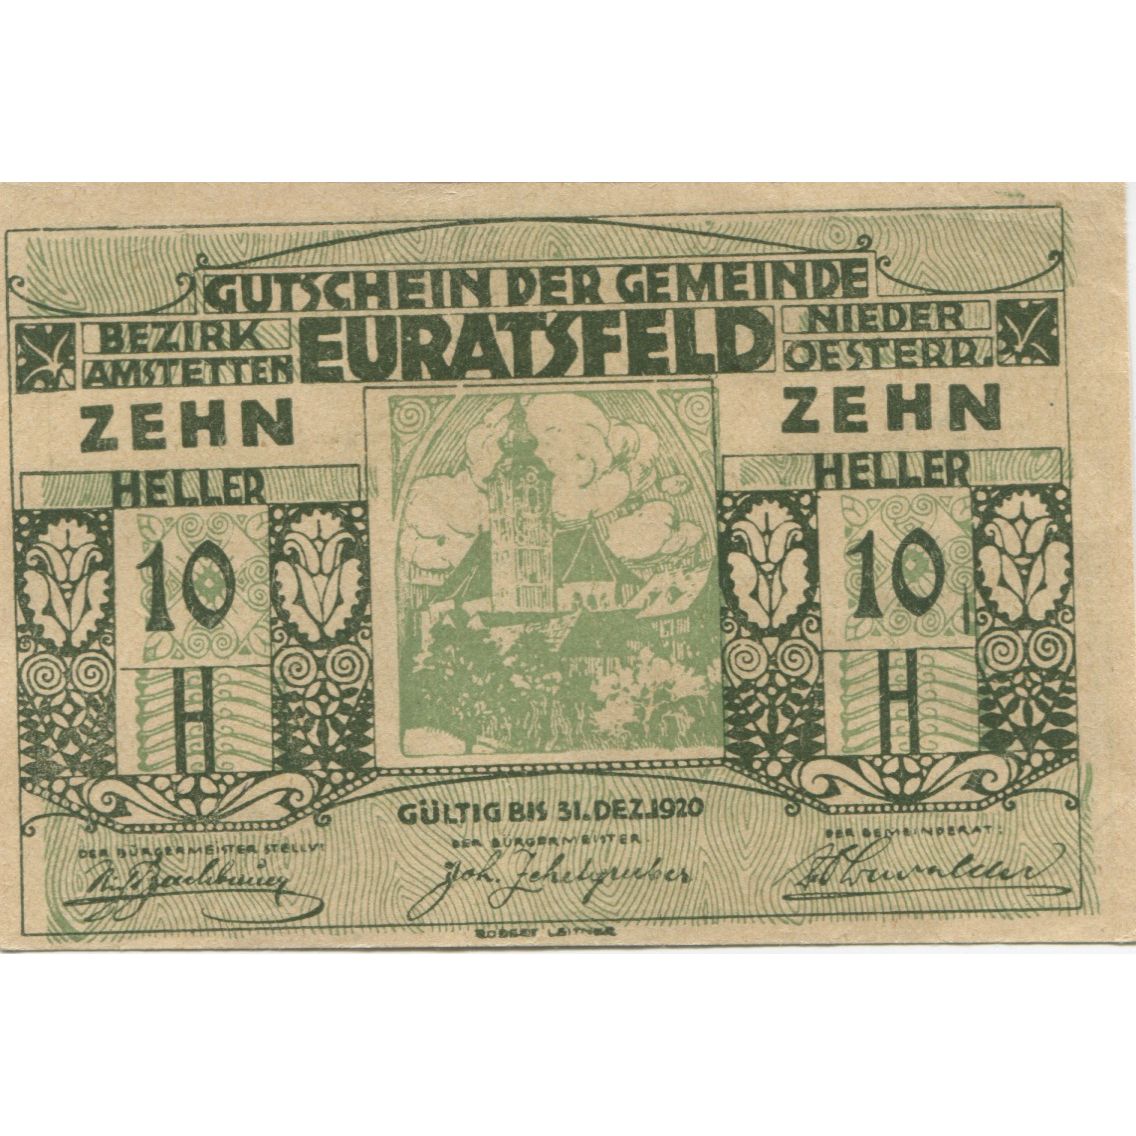 GUTSCHEIN DER GEMEINDE
BEZIRK
AMSTETTEN
EURATSFELD
NIEDER
OESTERR.
ZEHN
HELLER
ZEHN
HELLER
10
H
10
H
GÜLTIG BIS 31. DEZ. 1920
DER BÜRGERMEISTER STELLV:
DER BÜRGERMEISTER
Joh. Zehetgruber
DER GEMEINDERAT:
ROBERT LEITNER